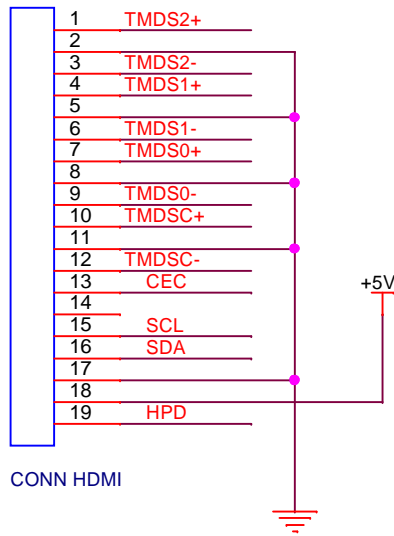 1 TMDS2+
2
3 TMDS2-
4 TMDS1+
5
6 TMDS1-
7 TMDS0+
8
9 TMDS0-
10 TMDSC+
11
12 TMDSC-
13 CEC
+5V
14
15 SCL
16 SDA
17
18
19 HPD
CONN HDMI